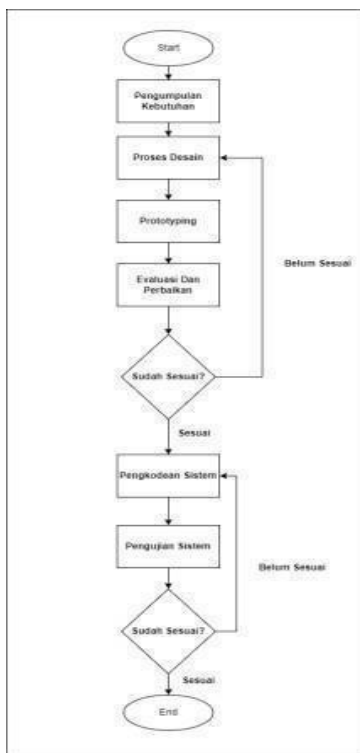 Start
Pengumpulan
Kebutuhan
Proses Desain
Prototyping
Belum Sesuai
Evaluasi Dan
Perbaikan
Sudah Sesuai?
Sesuai
Pengkodean Sistem
Pengujian Sistem
Belum Sesuai
Sudah Sesuai?
Sesuai
End